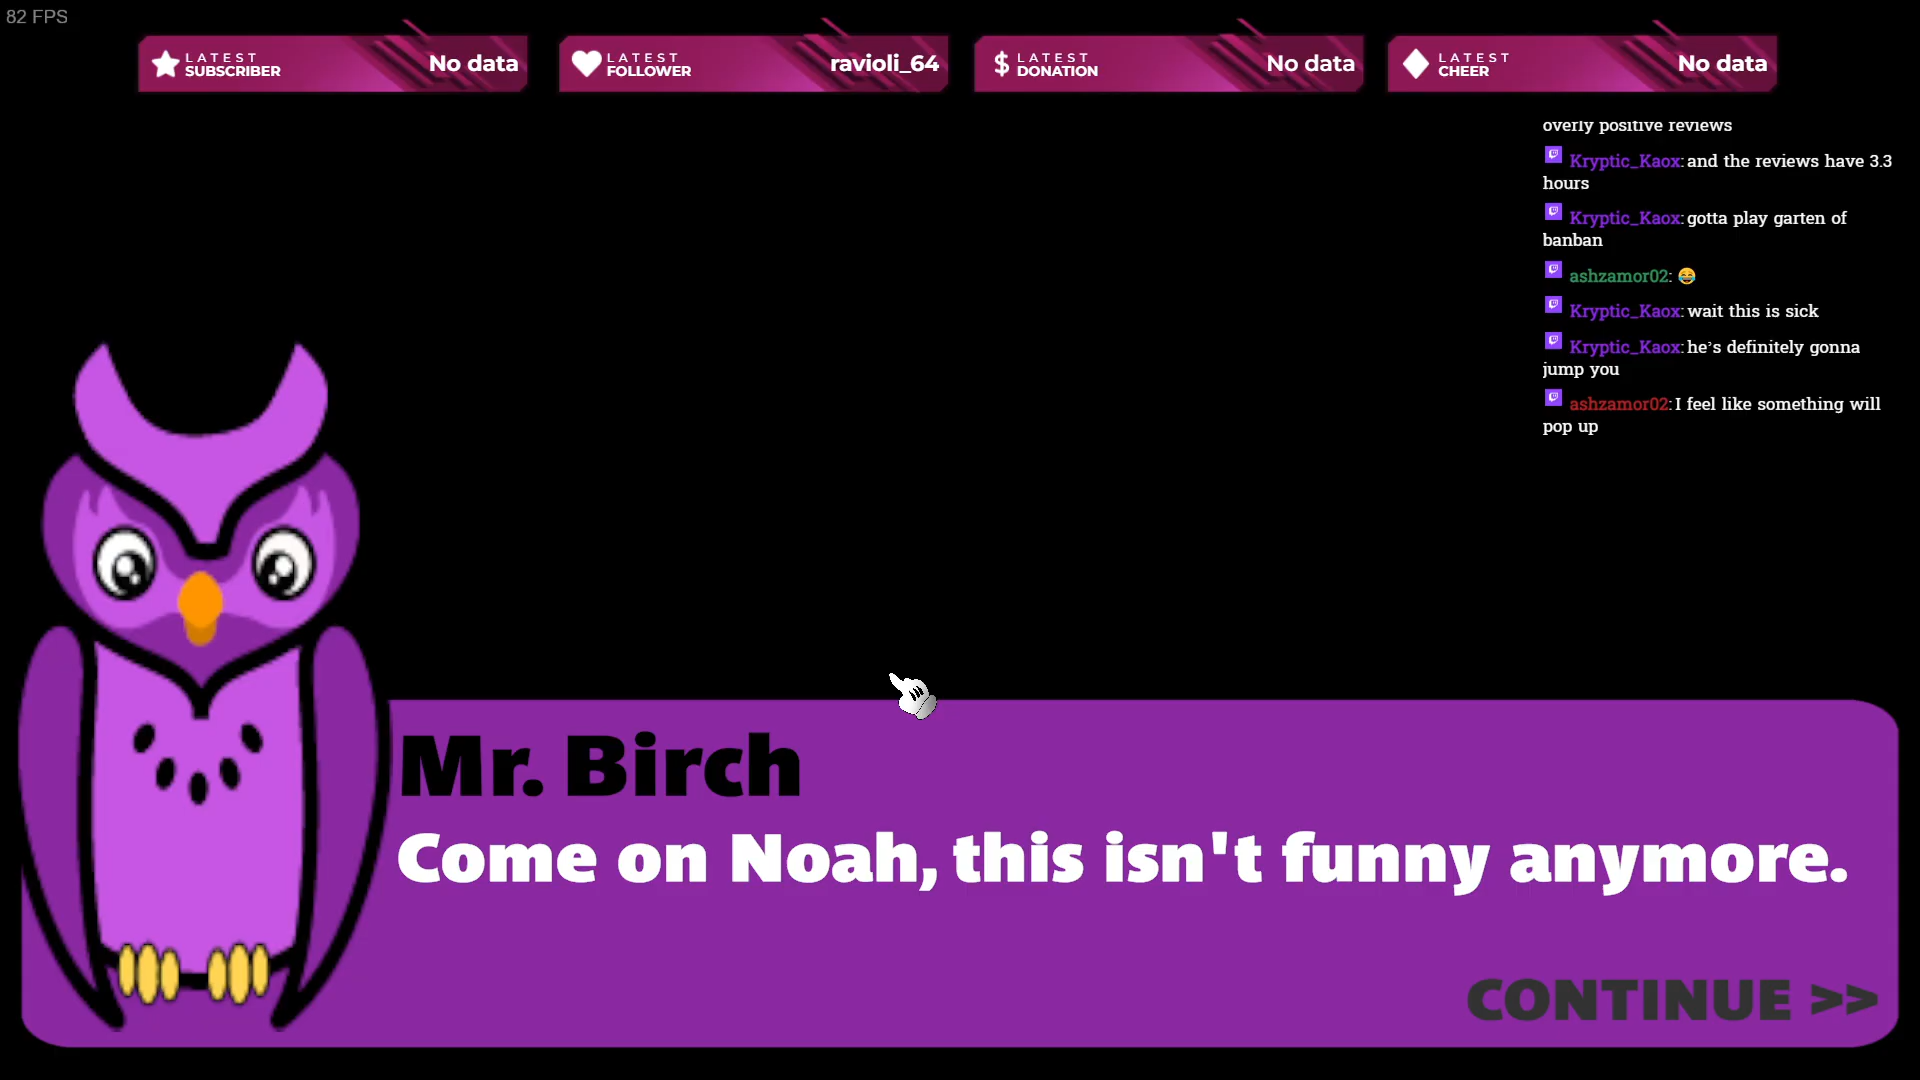 82 FPS
LATEST
SUBSCRIBER
No data
LATEST
FOLLOWER
ravioli_64
LATEST
DONATION
No data
LATEST
CHEER
No data
overly positive reviews
Kryptic_Kaox: and the reviews have 3.3
hours
Kryptic_Kaox: gotta play garten of
banban
ashzamor02: 😂
Kryptic_Kaox: wait this is sick
Kryptic_Kaox: he's definitely gonna
jump you
ashzamor02: I feel like something will
pop up
Mr. Birch
Come on Noah, this isn't funny anymore.
CONTINUE >>